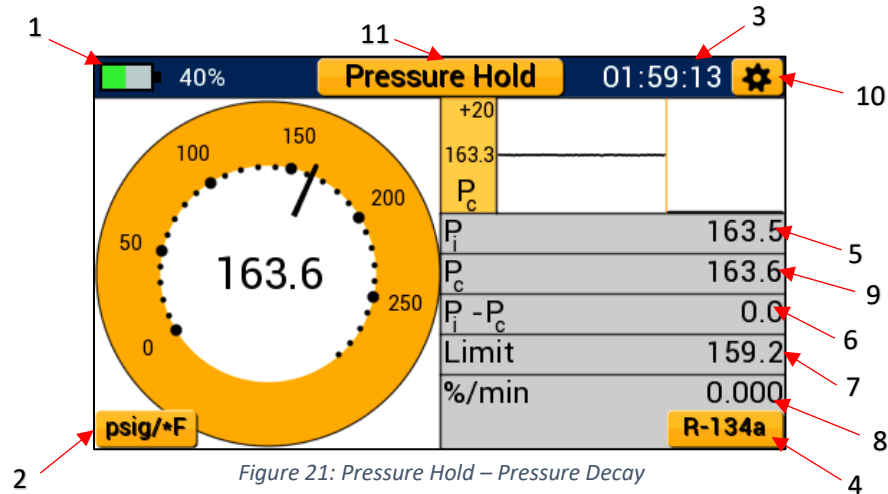 1
11
3
40%
Pressure Hold
01:59:13
10
+20
163.3
Pc
0
50
100
150
200
250
163.6
Pi 163.5
5
Pc 163.6
9
Pi -Pc 0.0
6
Limit 159.2
7
%/min 0.000
8
psig/*F
R-134a
2
4
Figure 21: Pressure Hold – Pressure Decay